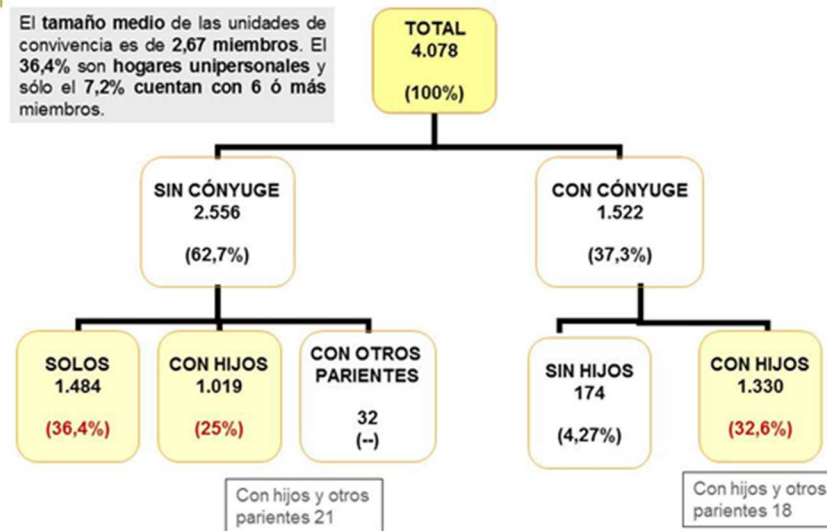 El tamaño medio de las unidades de
convivencia es de 2,67 miembros. El
36,4% son hogares unipersonales y
sólo el 7,2% cuentan con 6 ó más
miembros.
TOTAL
4.078
(100%)
SIN CÓNYUGE
2.556
(62,7%)
CON CÓNYUGE
1.522
(37,3%)
SOLOS
1.484
(36,4%)
CON HIJOS
1.019
(25%)
CON OTROS
PARIENTES
32
(--)
SIN HIJOS
174
(4,27%)
CON HIJOS
1.330
(32,6%)
Con hijos y otros
parientes 21
Con hijos y otros
parientes 18